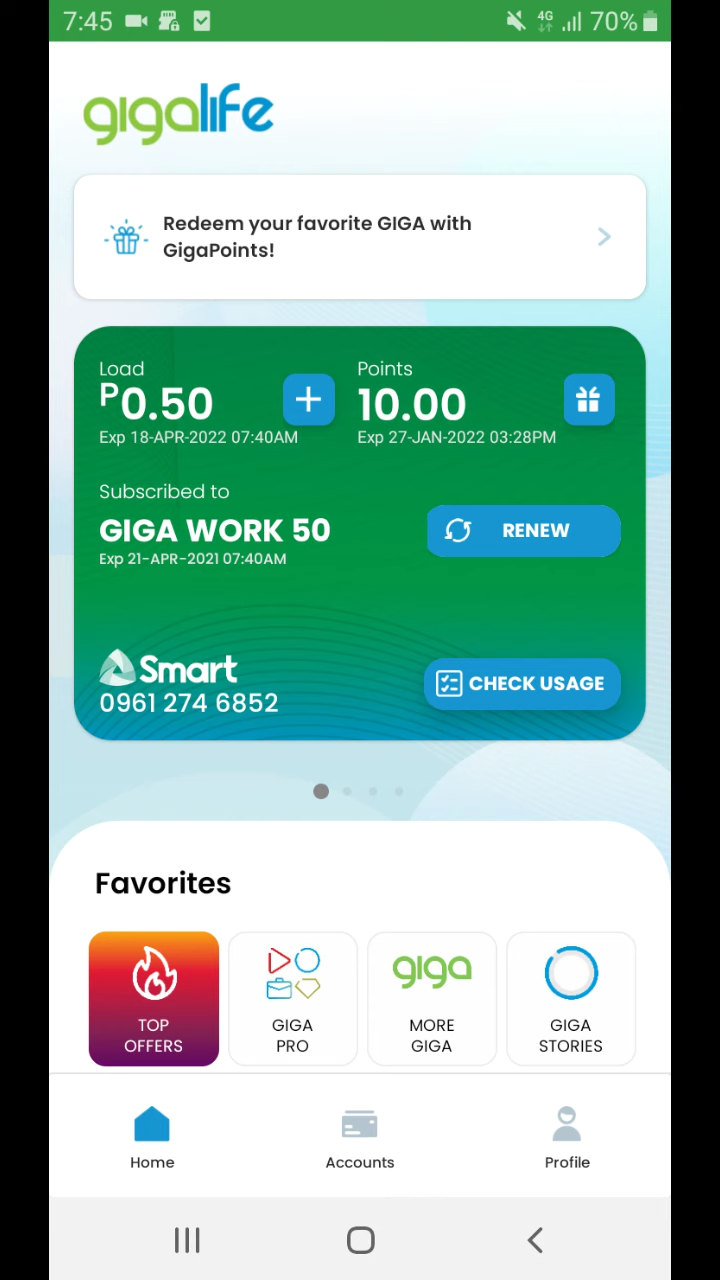 7:45
4G 70%
gigalife
Redeem your favorite GIGA with
GigaPoints!
Load
P0.50
Exp 18-APR-2022 07:40AM
Points
10.00
Exp 27-JAN-2022 03:28PM
Subscribed to
GIGA WORK 50
Exp 21-APR-2021 07:40AM
RENEW
Smart
0961 274 6852
CHECK USAGE
Favorites
TOP
OFFERS
GIGA
PRO
giga
MORE
GIGA
GIGA
STORIES
Home
Accounts
Profile